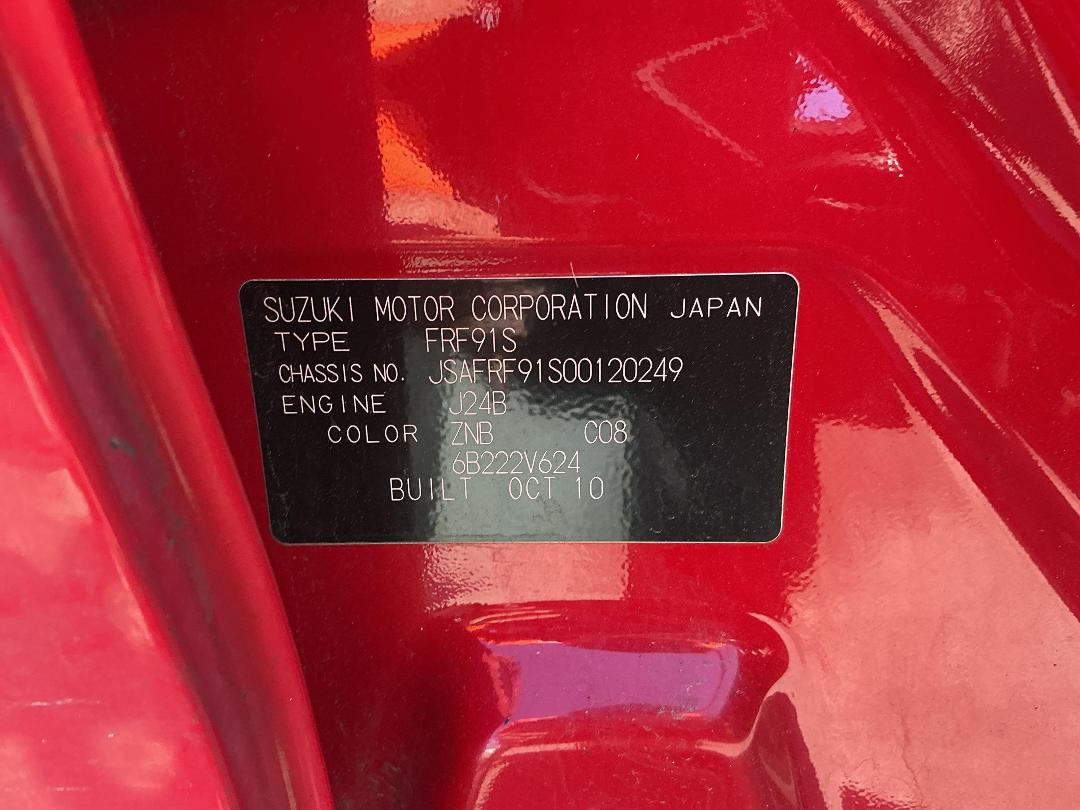 SUZUKI MOTOR CORPORATION JAPAN
TYPE FRF91S
CHASSIS NO. JSAFRF91S00120249
ENGINE J24B
COLOR ZNB C08
6B222V624
BUILT OCT 10